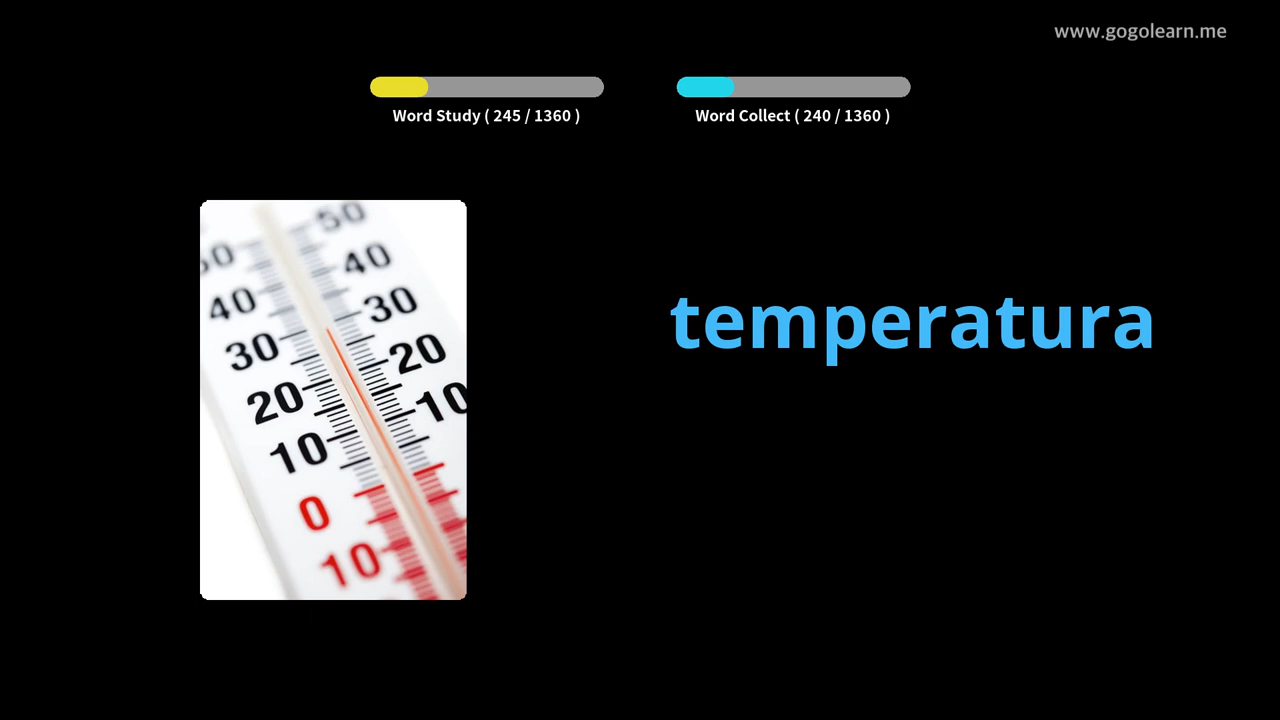 www.gogolearn.me
Word Study ( 245 / 1360 )
Word Collect ( 240 / 1360 )
temperatura
50
40 40
30 30
20 20
10 10
0
10